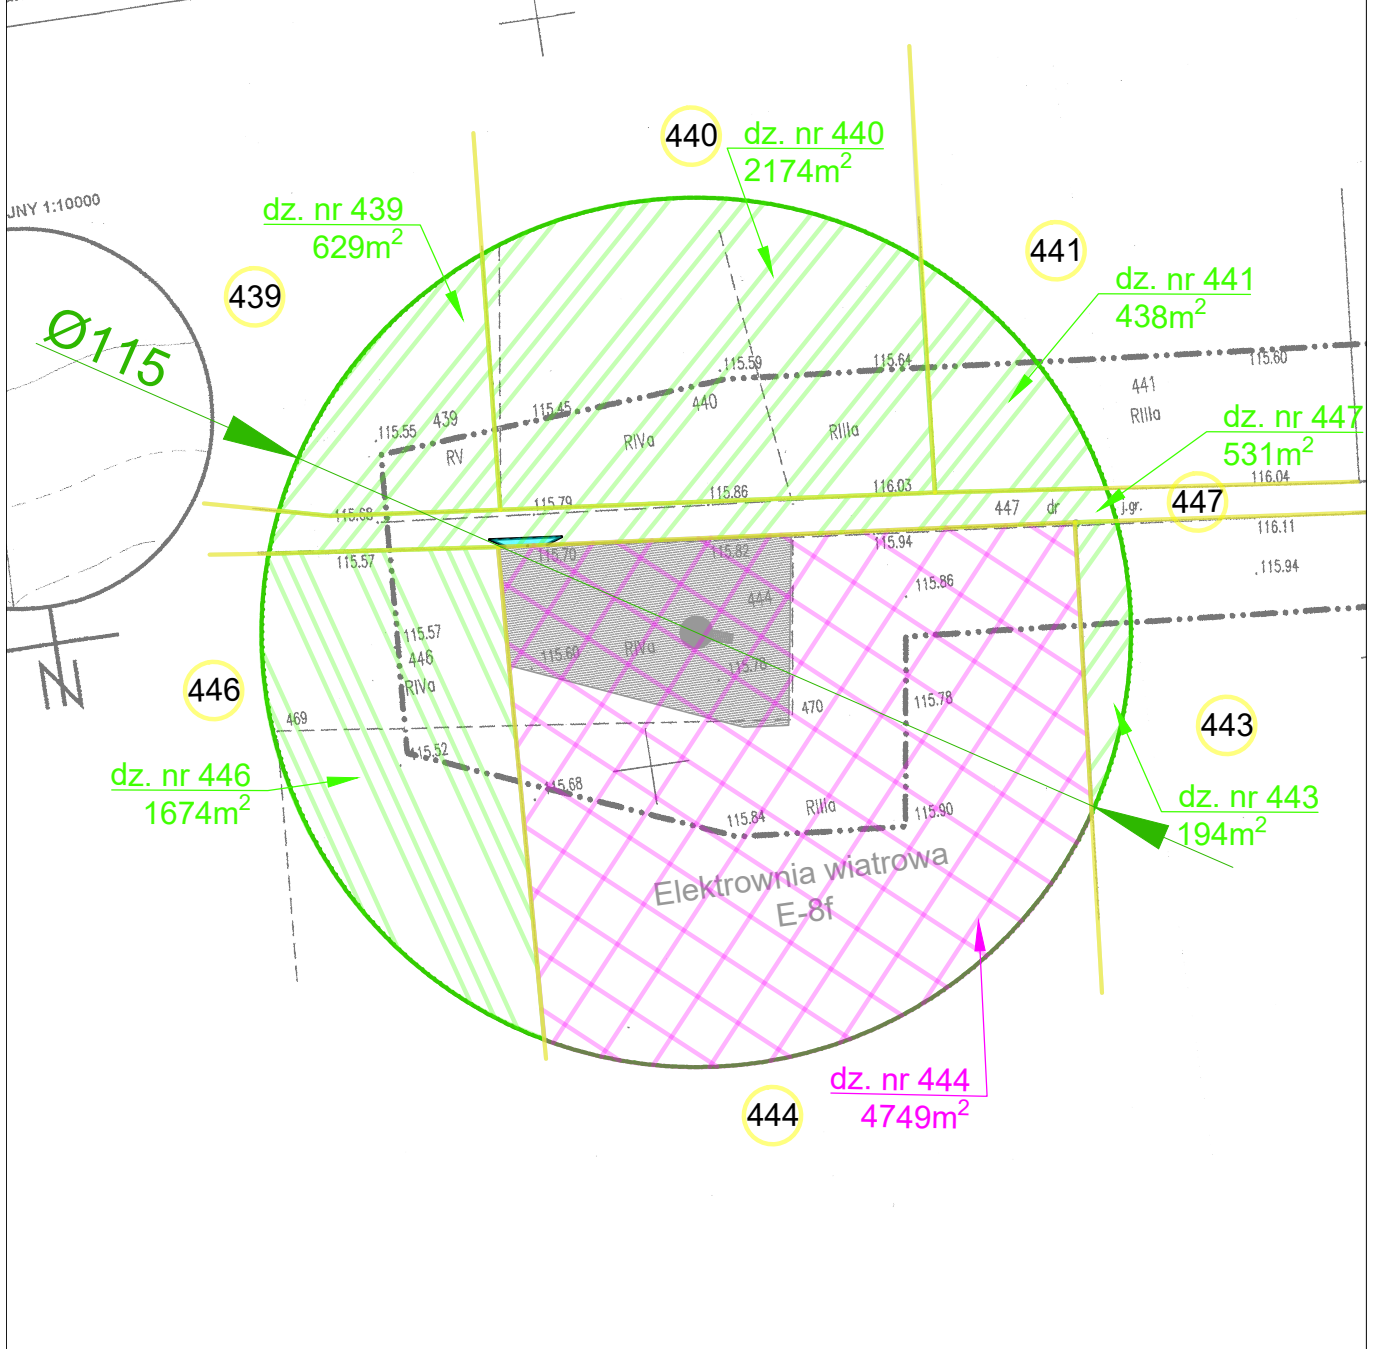 440
dz. nr 440
2174m²
JNY 1:10000
dz. nr 439
629m²
441
439
dz. nr 441
438m²
Ø115
115.59
115.64
115.60
441
RIIIa
440
115.45
439
115.55
RV
RIVa
RIIIa
dz. nr 447
531m²
116.04
115.86
116.03
115.79
115.68
447
dr
j.gr.
447
116.11
115.57
115.70
115.82
115.94
115.94
115.86
444
115.57
446
RIVa
115.60
RIVa
115.78
446
N
469
470
115.78
443
115.52
dz. nr 446
1674m²
115.68
115.84
RIIIa
115.90
dz. nr 443
194m²
Elektrownia wiatrowa
E-8f
dz. nr 444
4749m²
444